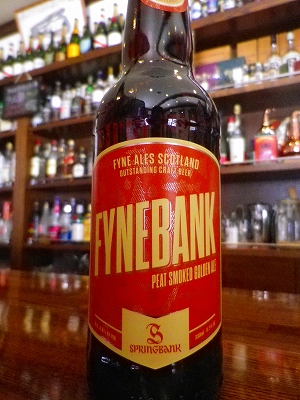 FYNE ALES SCOTLAND
OUTSTANDING CRAFT BEER
FYNEBANK
PEAT SMOKED GOLDEN ALE
S
SPRINGBANK